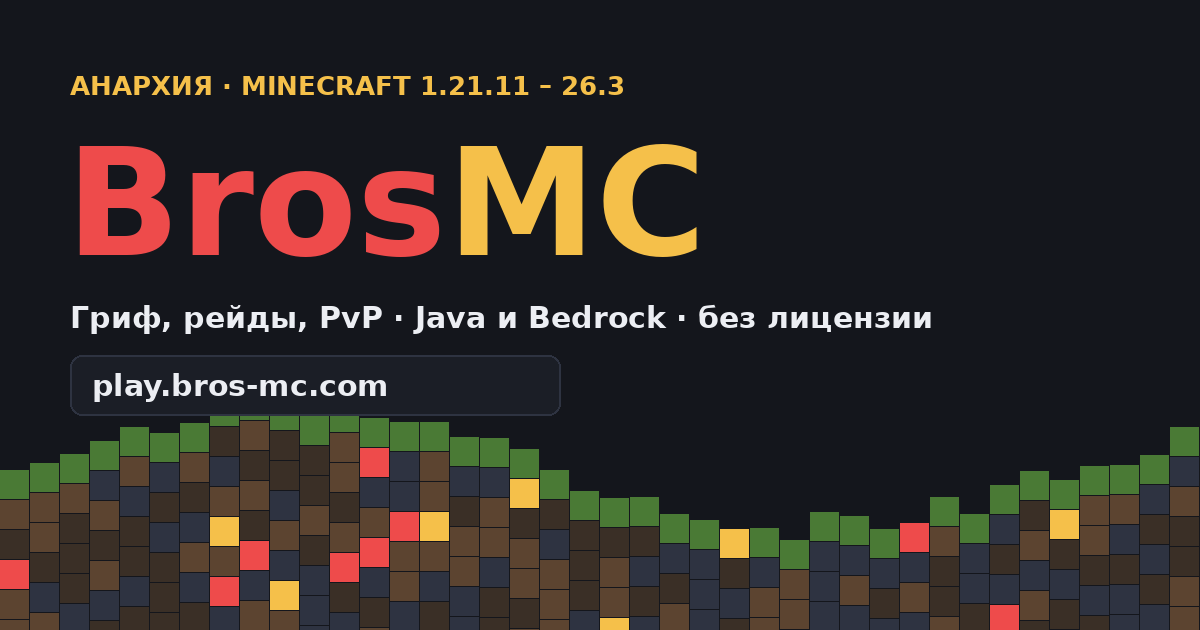 АНАРХИЯ · MINECRAFT 1.21.11 – 26.3
BrosMC
Гриф, рейды, PvP · Java и Bedrock · без лицензии
play.bros-mc.com